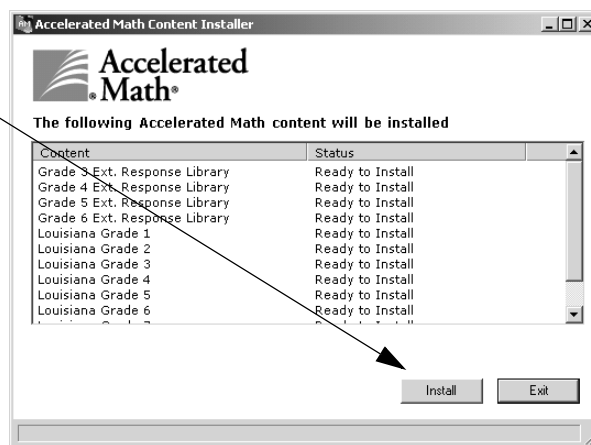 Accelerated Math Content Installer
Accelerated
Math®
The following Accelerated Math content will be installed
Content Status
Grade 3 Ext. Response Library Ready to Install
Grade 4 Ext. Response Library Ready to Install
Grade 5 Ext. Response Library Ready to Install
Grade 6 Ext. Response Library Ready to Install
Louisiana Grade 1 Ready to Install
Louisiana Grade 2 Ready to Install
Louisiana Grade 3 Ready to Install
Louisiana Grade 4 Ready to Install
Louisiana Grade 5 Ready to Install
Louisiana Grade 6 Ready to Install
Install Exit